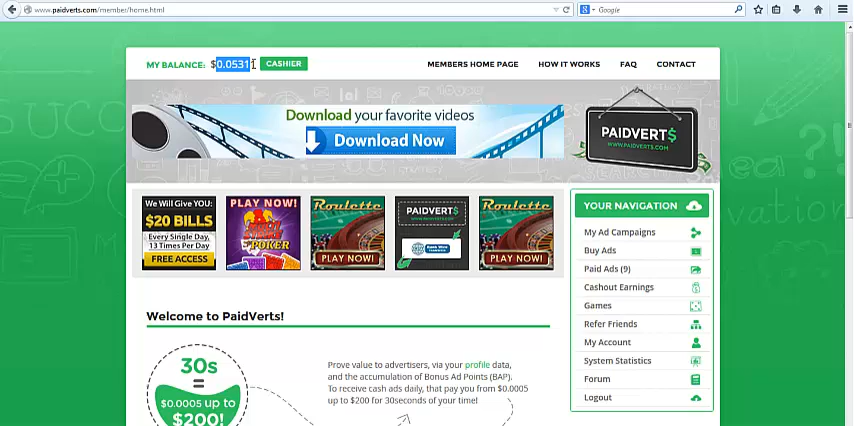 www.paidverts.com/member/home.html
Google
MY BALANCE: $0.0531 CASHIER
MEMBERS HOME PAGE HOW IT WORKS FAQ CONTACT
Download your favorite videos
Download Now
PAIDVERT$
WWW.PAIDVERTS.COM
We Will Give YOU:
$20 BILLS
Every Single Day,
13 Times Per Day
FREE ACCESS
PLAY NOW!
POKER
Roulette
PLAY NOW!
PAIDVERT$
Roulette
PLAY NOW!
YOUR NAVIGATION
My Ad Campaigns
Buy Ads
Paid Ads (9)
Cashout Earnings
Games
Refer Friends
My Account
System Statistics
Forum
Logout
Welcome to PaidVerts!
30s
=
$0.0005 up to
$200!
Prove value to advertisers, via your profile data,
and the accumulation of Bonus Ad Points (BAP).
To receive cash ads daily, that pay you from $0.0005
up to $200 for 30seconds of your time!